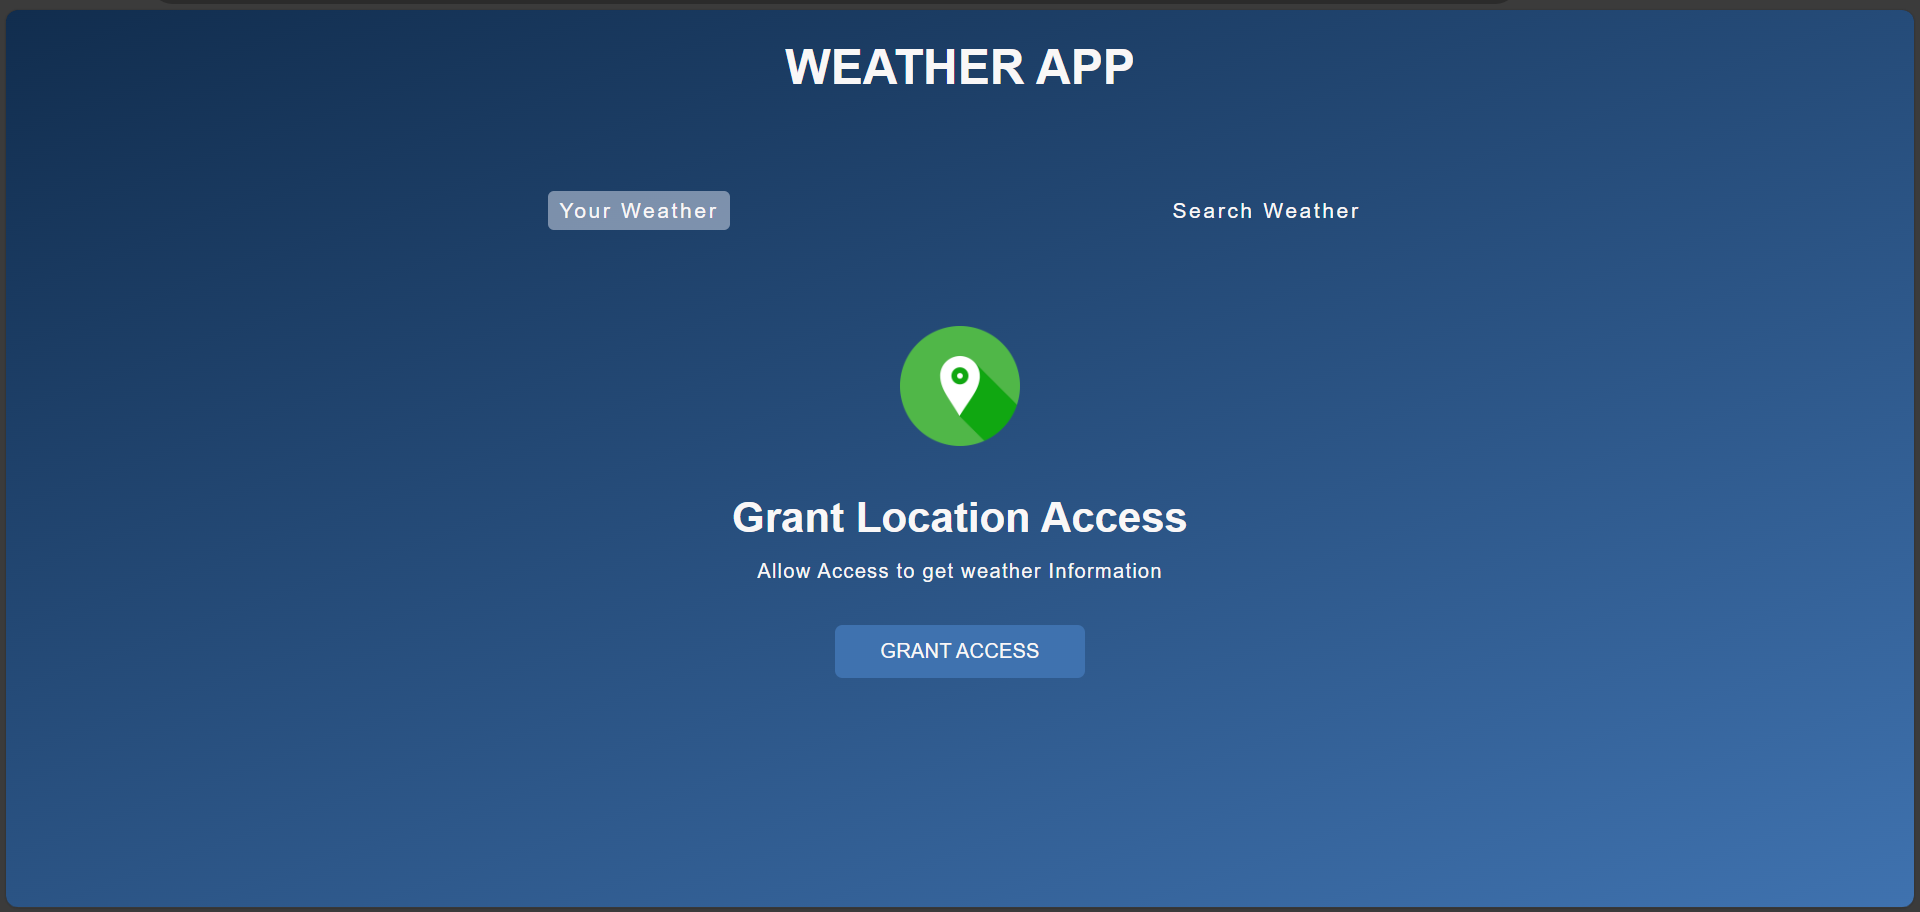 WEATHER APP
Your Weather
Search Weather
Grant Location Access
Allow Access to get weather Information
GRANT ACCESS